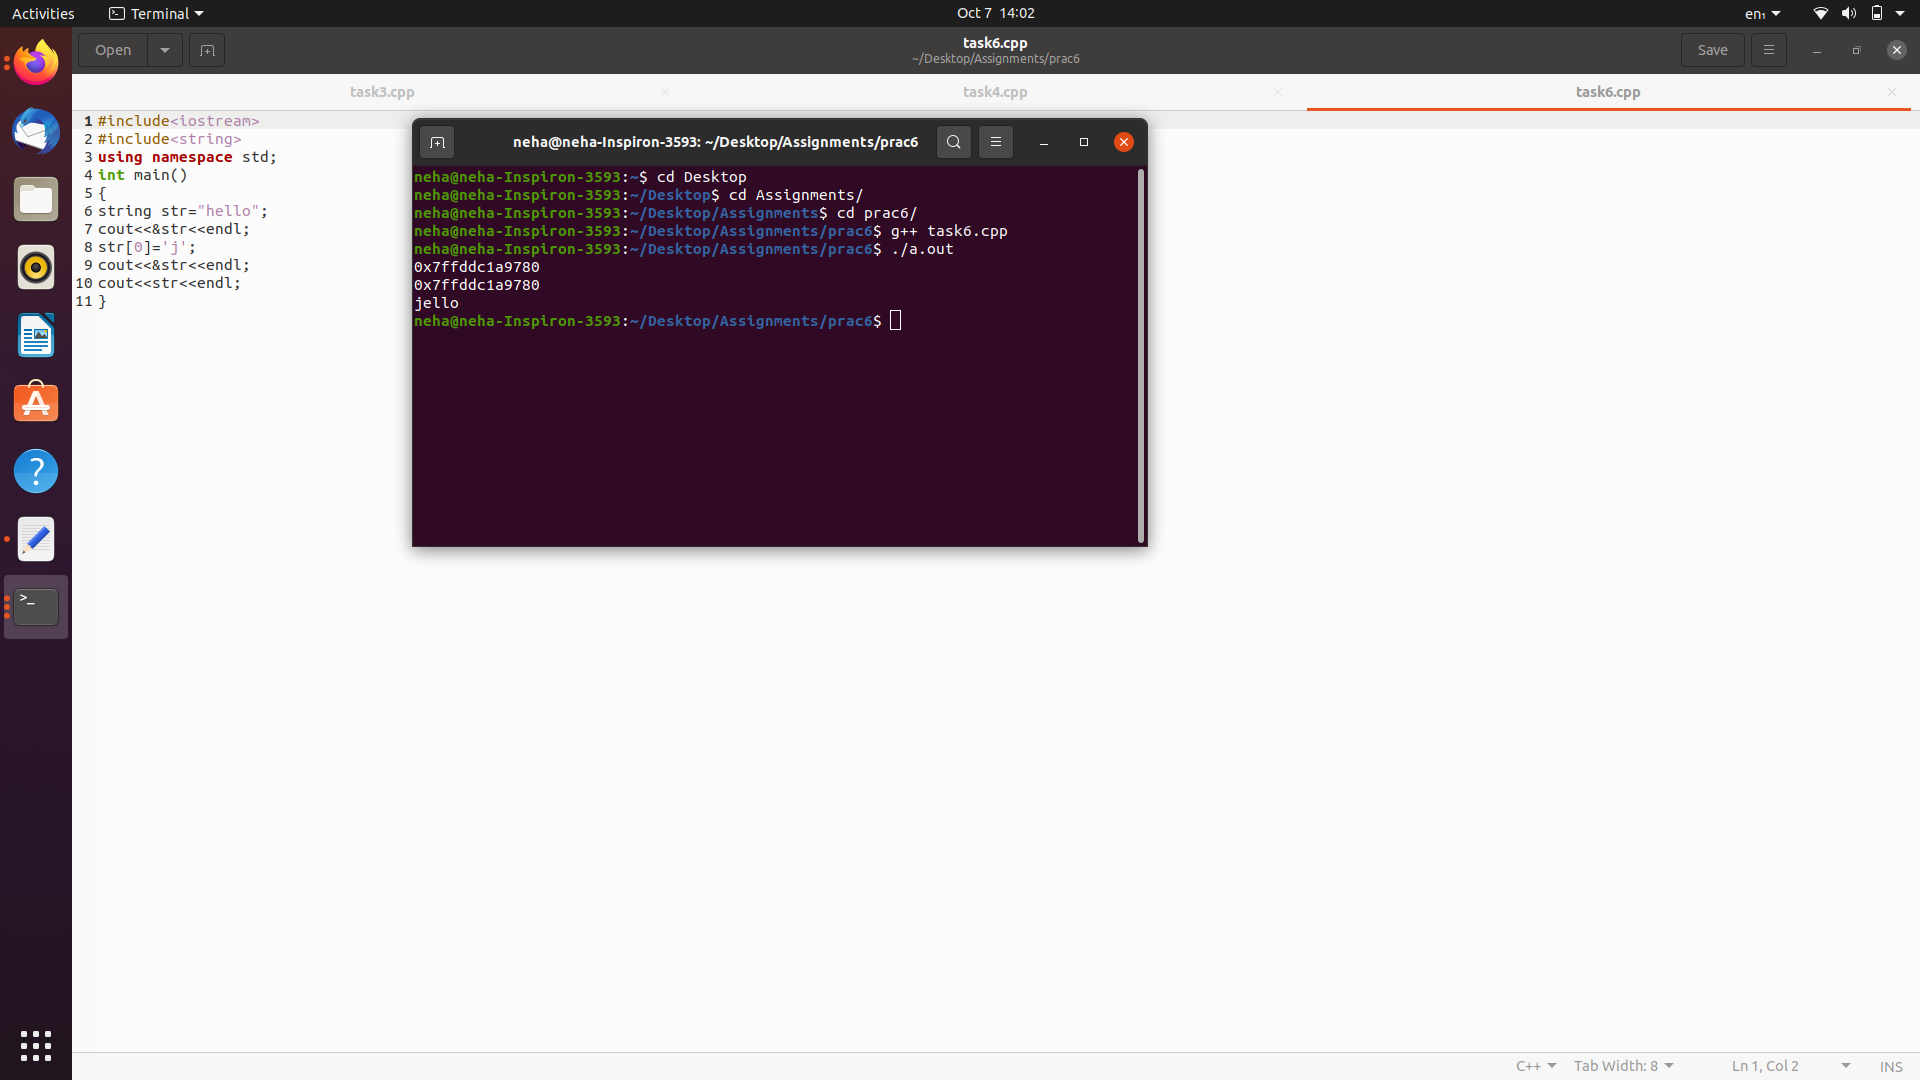 Activities Terminal Oct 7 14:02 en₁
Open task6.cpp Save
~/Desktop/Assignments/prac6
task3.cpp task4.cpp task6.cpp
1 #include<iostream>
2 #include<string>
3 using namespace std;
4 int main()
5 {
6 string str="hello";
7 cout<<&str<<endl;
8 str[0]='j';
9 cout<<&str<<endl;
10 cout<<str<<endl;
11 }
neha@neha-Inspiron-3593: ~/Desktop/Assignments/prac6
neha@neha-Inspiron-3593:~$ cd Desktop
neha@neha-Inspiron-3593:~/Desktop$ cd Assignments/
neha@neha-Inspiron-3593:~/Desktop/Assignments$ cd prac6/
neha@neha-Inspiron-3593:~/Desktop/Assignments/prac6$ g++ task6.cpp
neha@neha-Inspiron-3593:~/Desktop/Assignments/prac6$ ./a.out
0x7ffddc1a9780
0x7ffddc1a9780
jello
neha@neha-Inspiron-3593:~/Desktop/Assignments/prac6$
C++ Tab Width: 8 Ln 1, Col 2 INS